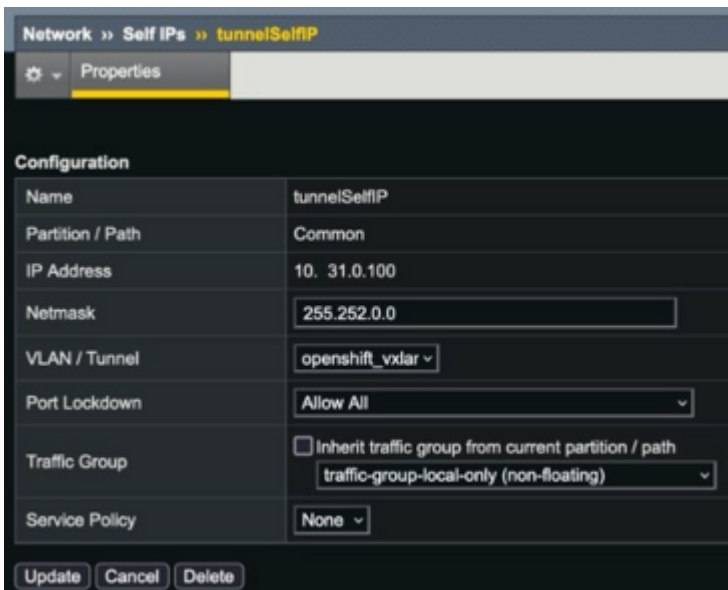 Network » Self IPs » tunnelSelfIP
Properties
Configuration
Name tunnelSelfIP
Partition / Path Common
IP Address 10. 31.0.100
Netmask 255.252.0.0
VLAN / Tunnel openshift_vxlar
Port Lockdown Allow All
Traffic Group Inherit traffic group from current partition / path
traffic-group-local-only (non-floating)
Service Policy None
Update Cancel Delete